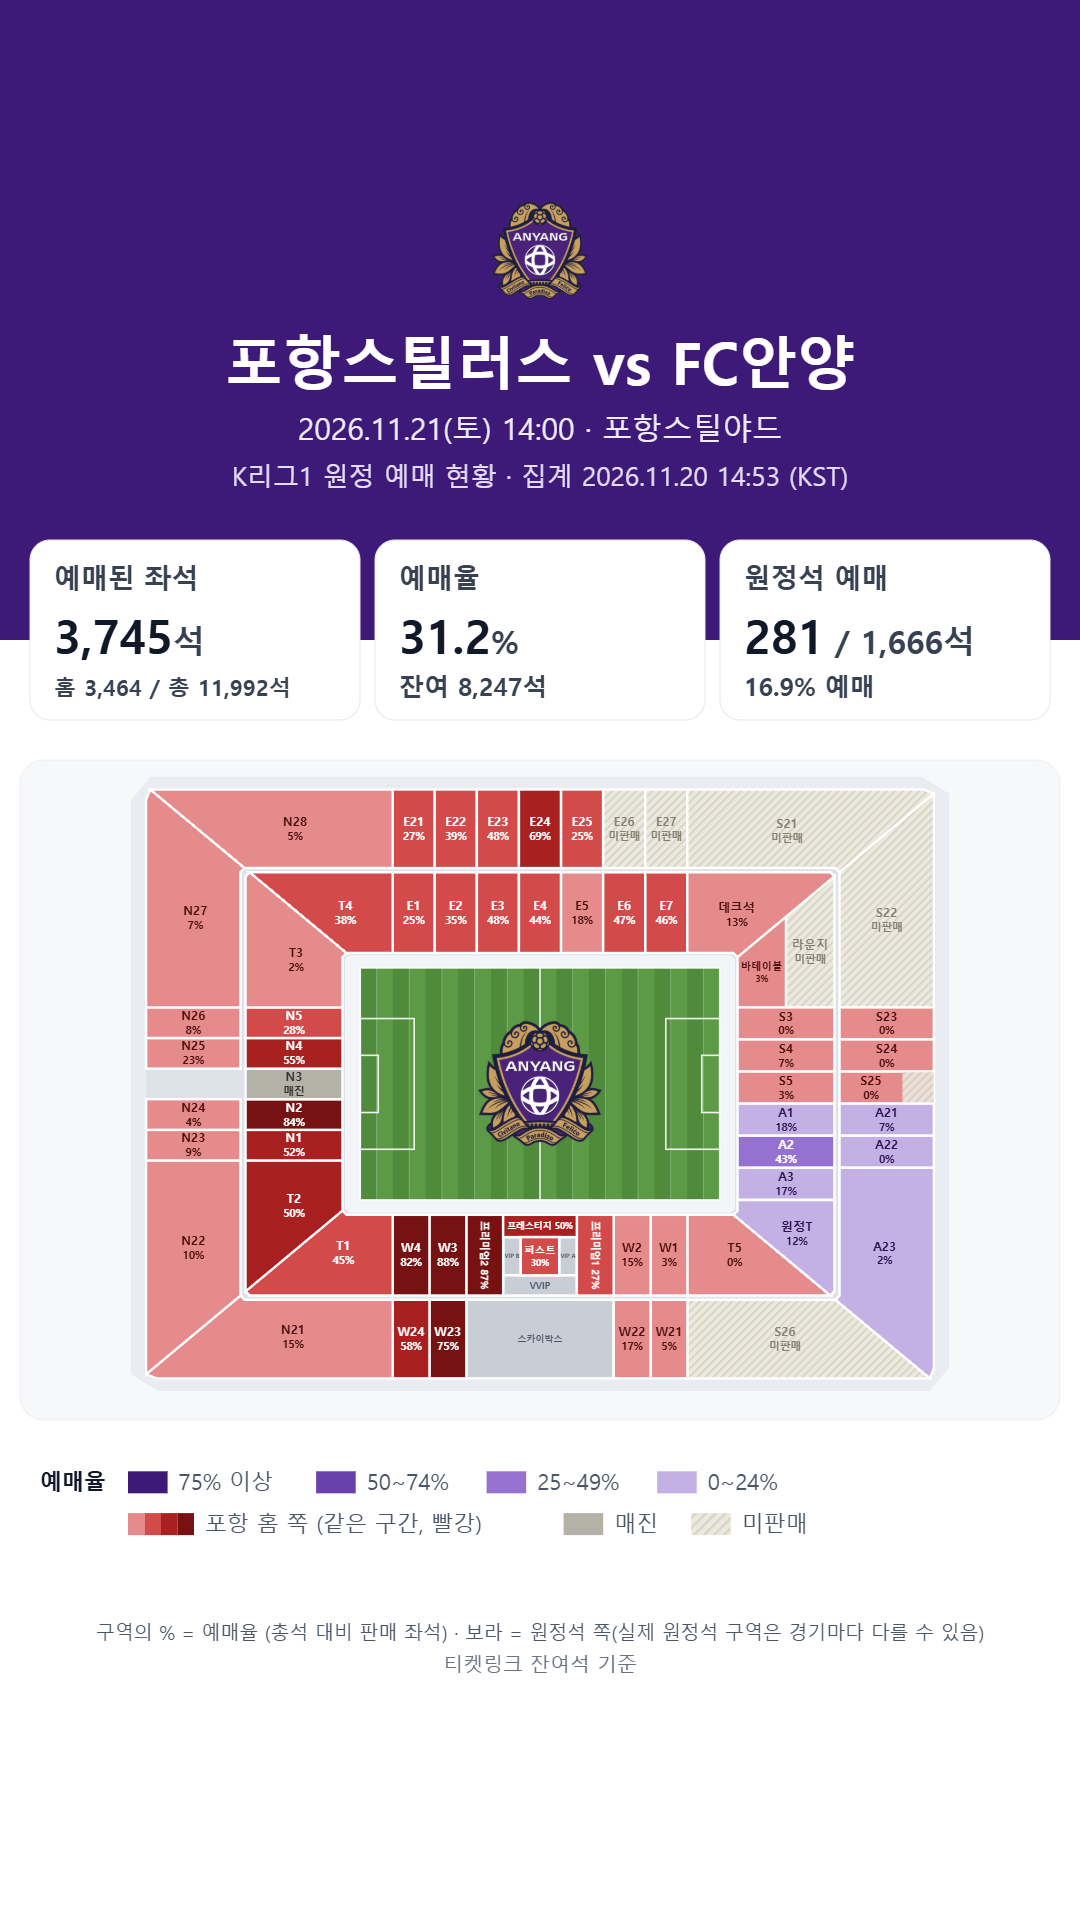 ANYANG
Civitano Paradiso Felice
포항스틸러스 vs FC안양
2026.11.21(토) 14:00 · 포항스틸야드
K리그1 원정 예매 현황 · 집계 2026.11.20 14:53 (KST)
예매된 좌석
3,745석
홈 3,464 / 총 11,992석
예매율
31.2%
잔여 8,247석
원정석 예매
281 / 1,666석
16.9% 예매
N28
5%
E21
27%
E22
39%
E23
48%
E24
69%
E25
25%
E26
미판매
E27
미판매
S21
미판매
N27
7%
T4
38%
E1
25%
E2
35%
E3
48%
E4
44%
E5
18%
E6
47%
E7
46%
데크석
13%
S22
미판매
T3
2%
라운지
미판매
바테이블
3%
N26
8%
N5
28%
S3
0%
S23
0%
N25
23%
N4
55%
S4
7%
S24
0%
N3
매진
S5
3%
S25
0%
N24
4%
N2
84%
A1
18%
A21
7%
N23
9%
N1
52%
A2
43%
A22
0%
ANYANG
Civitano Paradiso Felice
A3
17%
N22
10%
T2
50%
T1
45%
W4
82%
W3
88%
프리미엄2 87%
프레스티지 50%
VIP B
퍼스트
30%
VIP A
VVIP
프리미엄1 27%
W2
15%
W1
3%
T5
0%
원정T
12%
A23
2%
N21
15%
W24
58%
W23
75%
스카이박스
W22
17%
W21
5%
S26
미판매
예매율 75% 이상 50~74% 25~49% 0~24%
포항 홈 쪽 (같은 구간, 빨강) 매진 미판매
구역의 % = 예매율 (총석 대비 판매 좌석) · 보라 = 원정석 쪽(실제 원정석 구역은 경기마다 다를 수 있음)
티켓링크 잔여석 기준